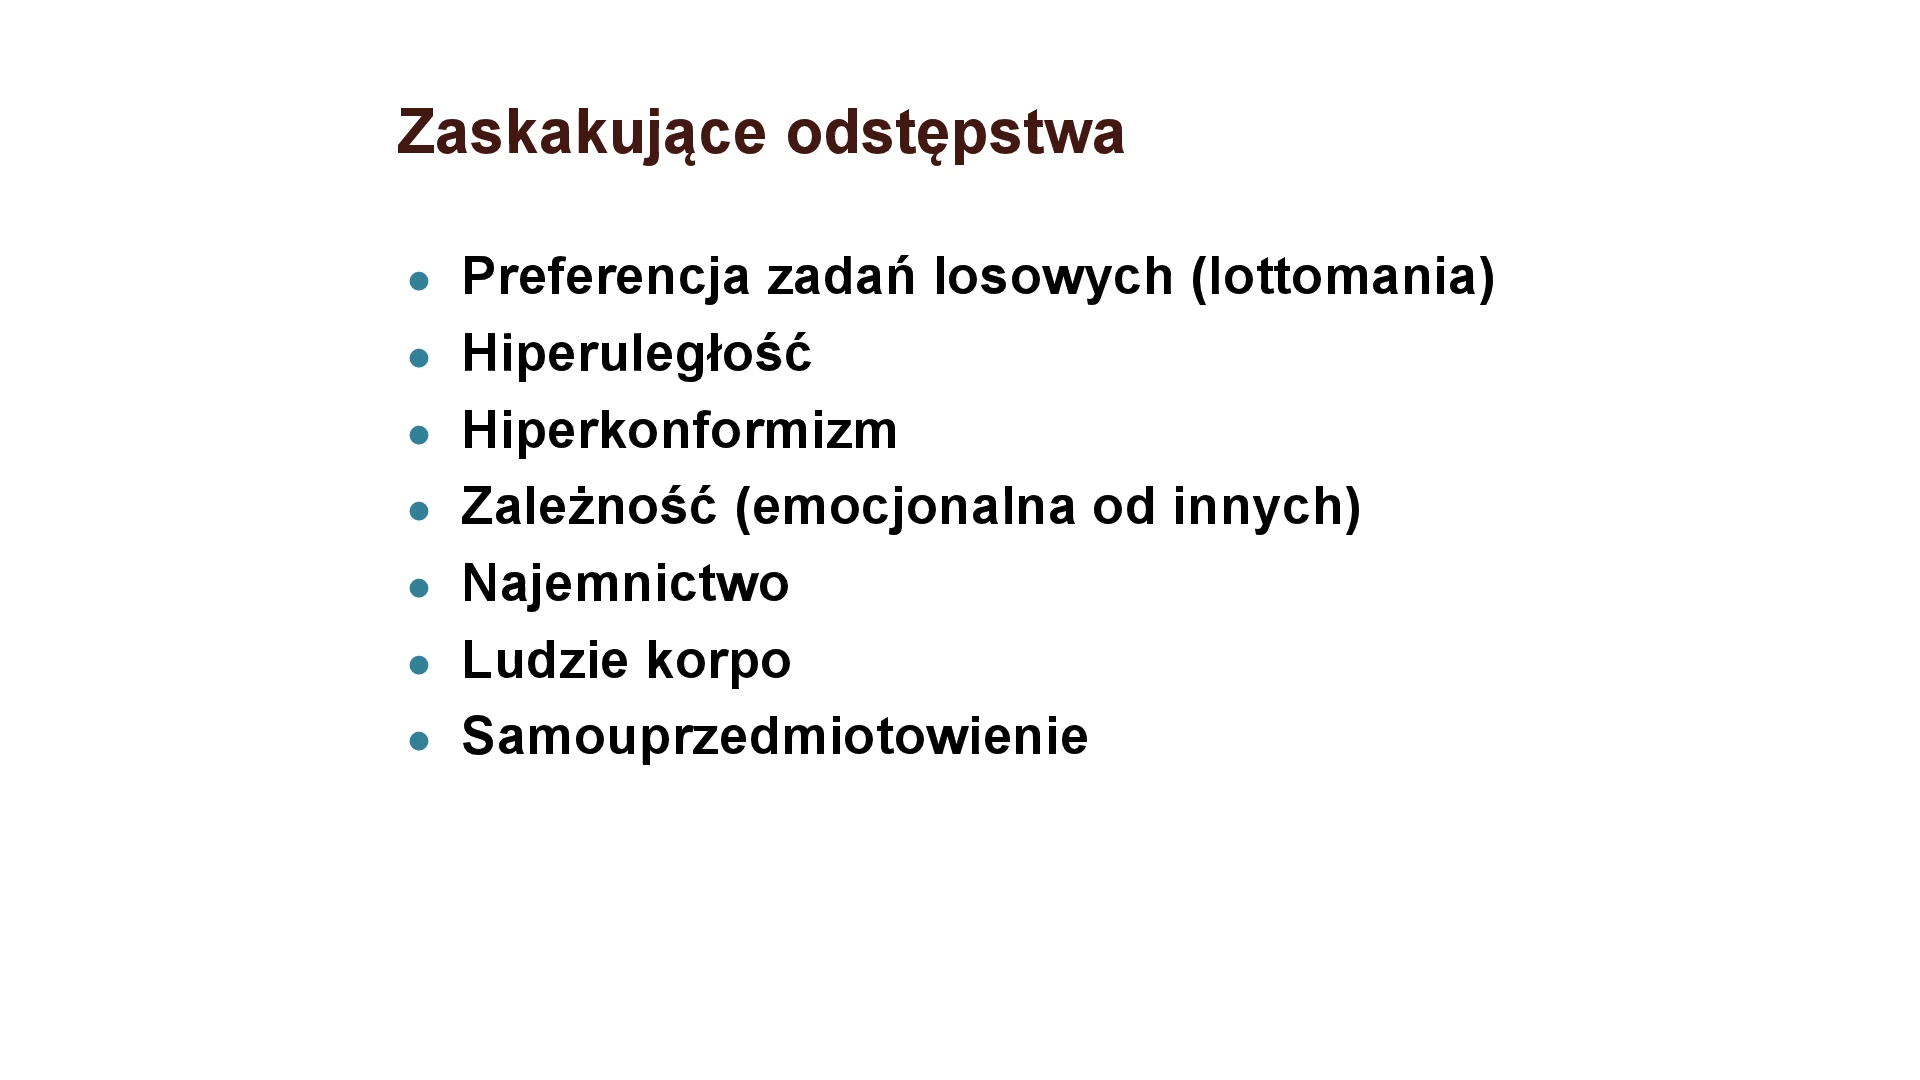 Zaskakujące odstępstwa
● Preferencja zadań losowych (lottomania)
● Hiperuległość
● Hiperkonformizm
● Zależność (emocjonalna od innych)
● Najemnictwo
● Ludzie korpo
● Samouprzedmiotowienie